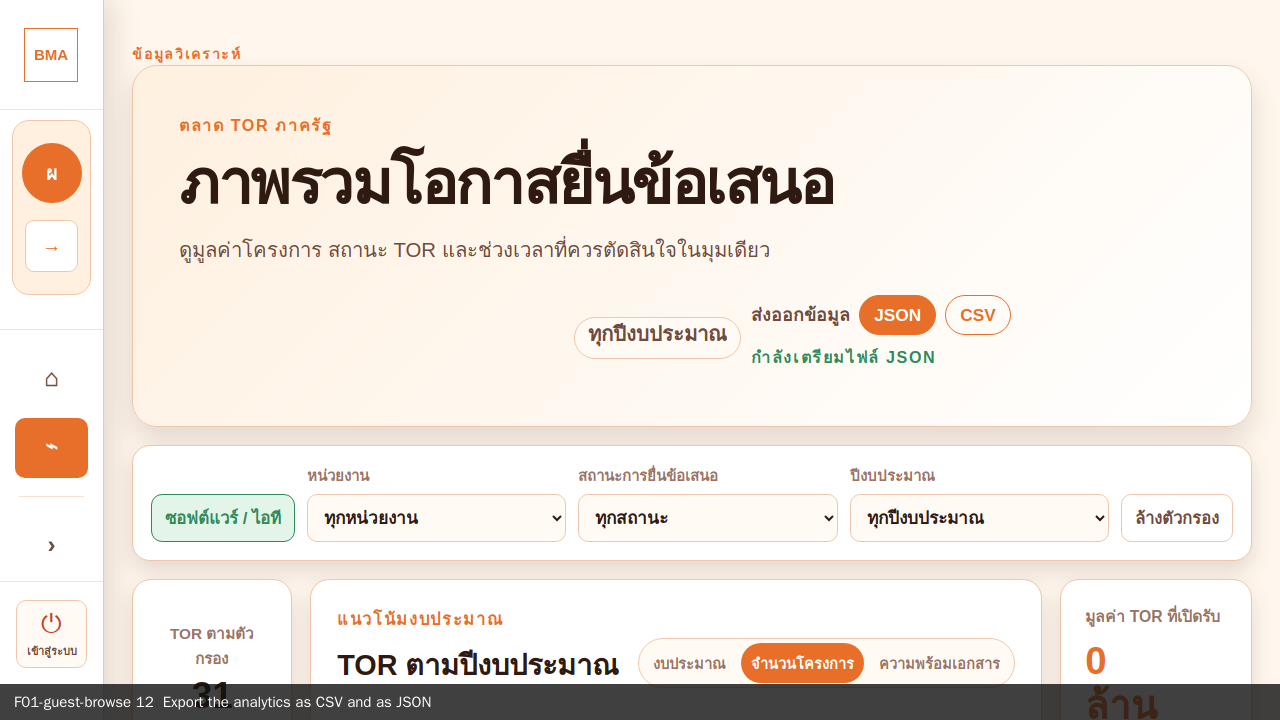 BMA
ผ
→
เข้าสู่ระบบ
ข้อมูลวิเคราะห์
ตลาด TOR ภาครัฐ
ภาพรวมโอกาสยื่นข้อเสนอ
ดูมูลค่าโครงการ สถานะ TOR และช่วงเวลาที่ควรตัดสินใจในมุมเดียว
ทุกปีงบประมาณ
ส่งออกข้อมูล JSON CSV
กำลังเตรียมไฟล์ JSON
หน่วยงาน สถานะการยื่นข้อเสนอ ปีงบประมาณ
ซอฟต์แวร์ / ไอที ทุกหน่วยงาน ทุกสถานะ ทุกปีงบประมาณ ล้างตัวกรอง
TOR ตามตัว
กรอง
31
แนวโน้มงบประมาณ
TOR ตามปีงบประมาณ
งบประมาณ จำนวนโครงการ ความพร้อมเอกสาร
มูลค่า TOR ที่เปิดรับ
0
ล้าน
F01-guest-browse 12 Export the analytics as CSV and as JSON